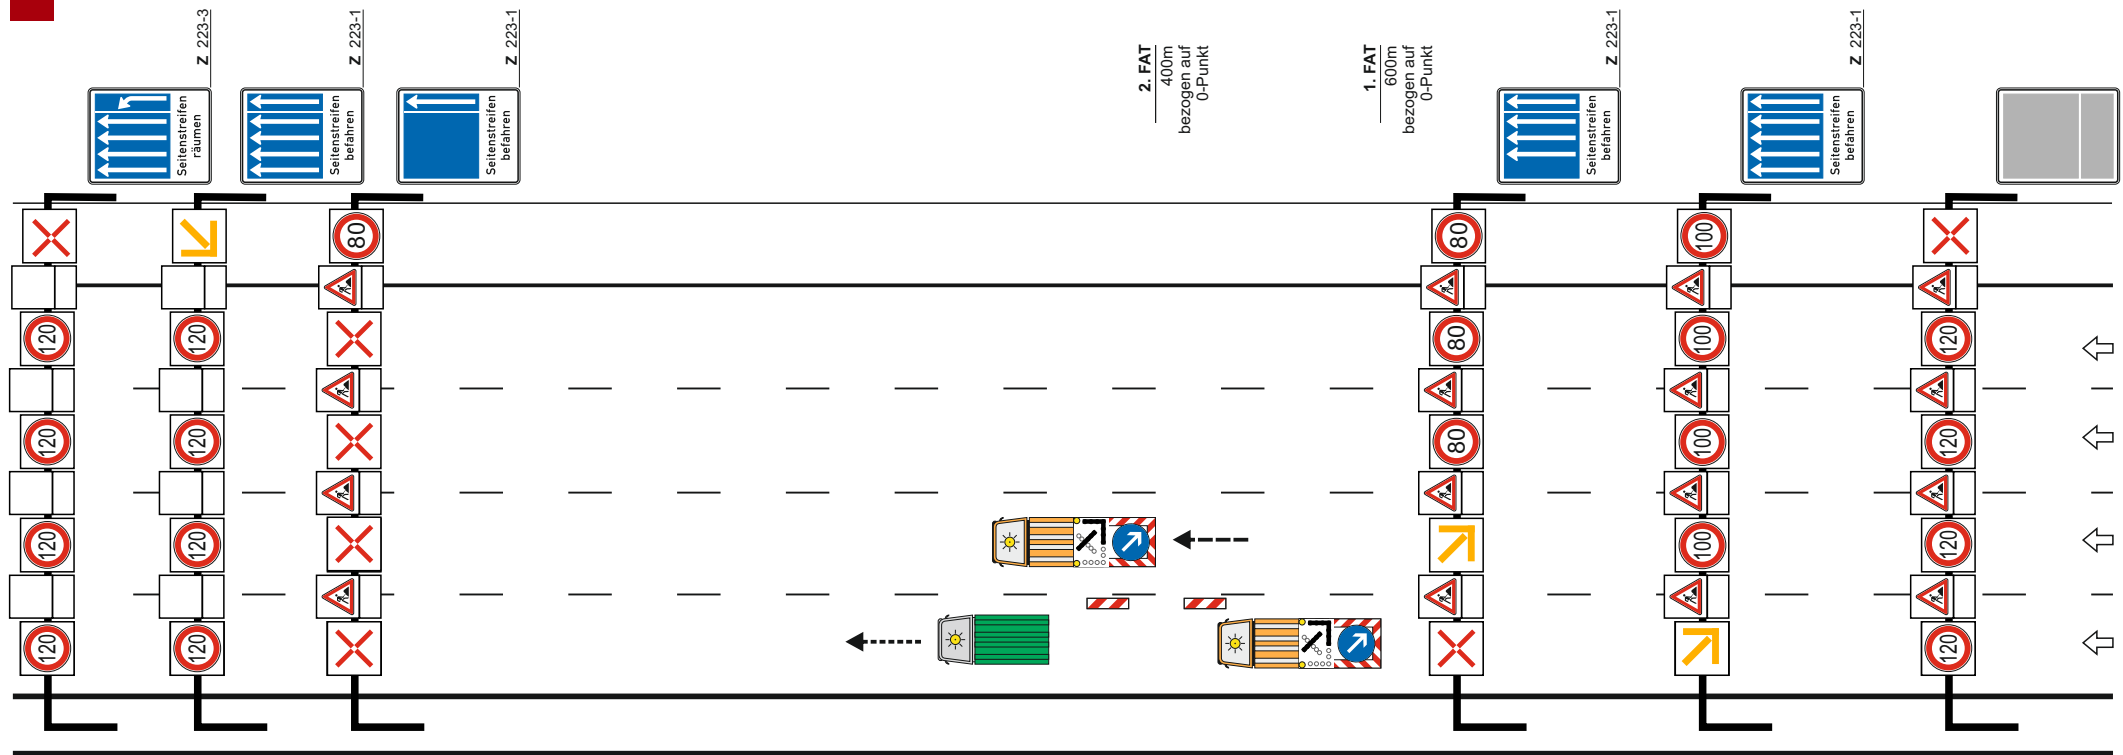 Z 223-3
Z 223-1
Z 223-1
2. FAT
400m
bezogen auf
0-Punkt
1. FAT
600m
bezogen auf
0-Punkt
Z 223-1
Z 223-1
Seitenstreifen
räumen
Seitenstreifen
befahren
Seitenstreifen
befahren
Seitenstreifen
befahren
Seitenstreifen
befahren
80
80
100
120
120
80
100
120
120
120
80
100
120
120
120
100
120
120
120
120